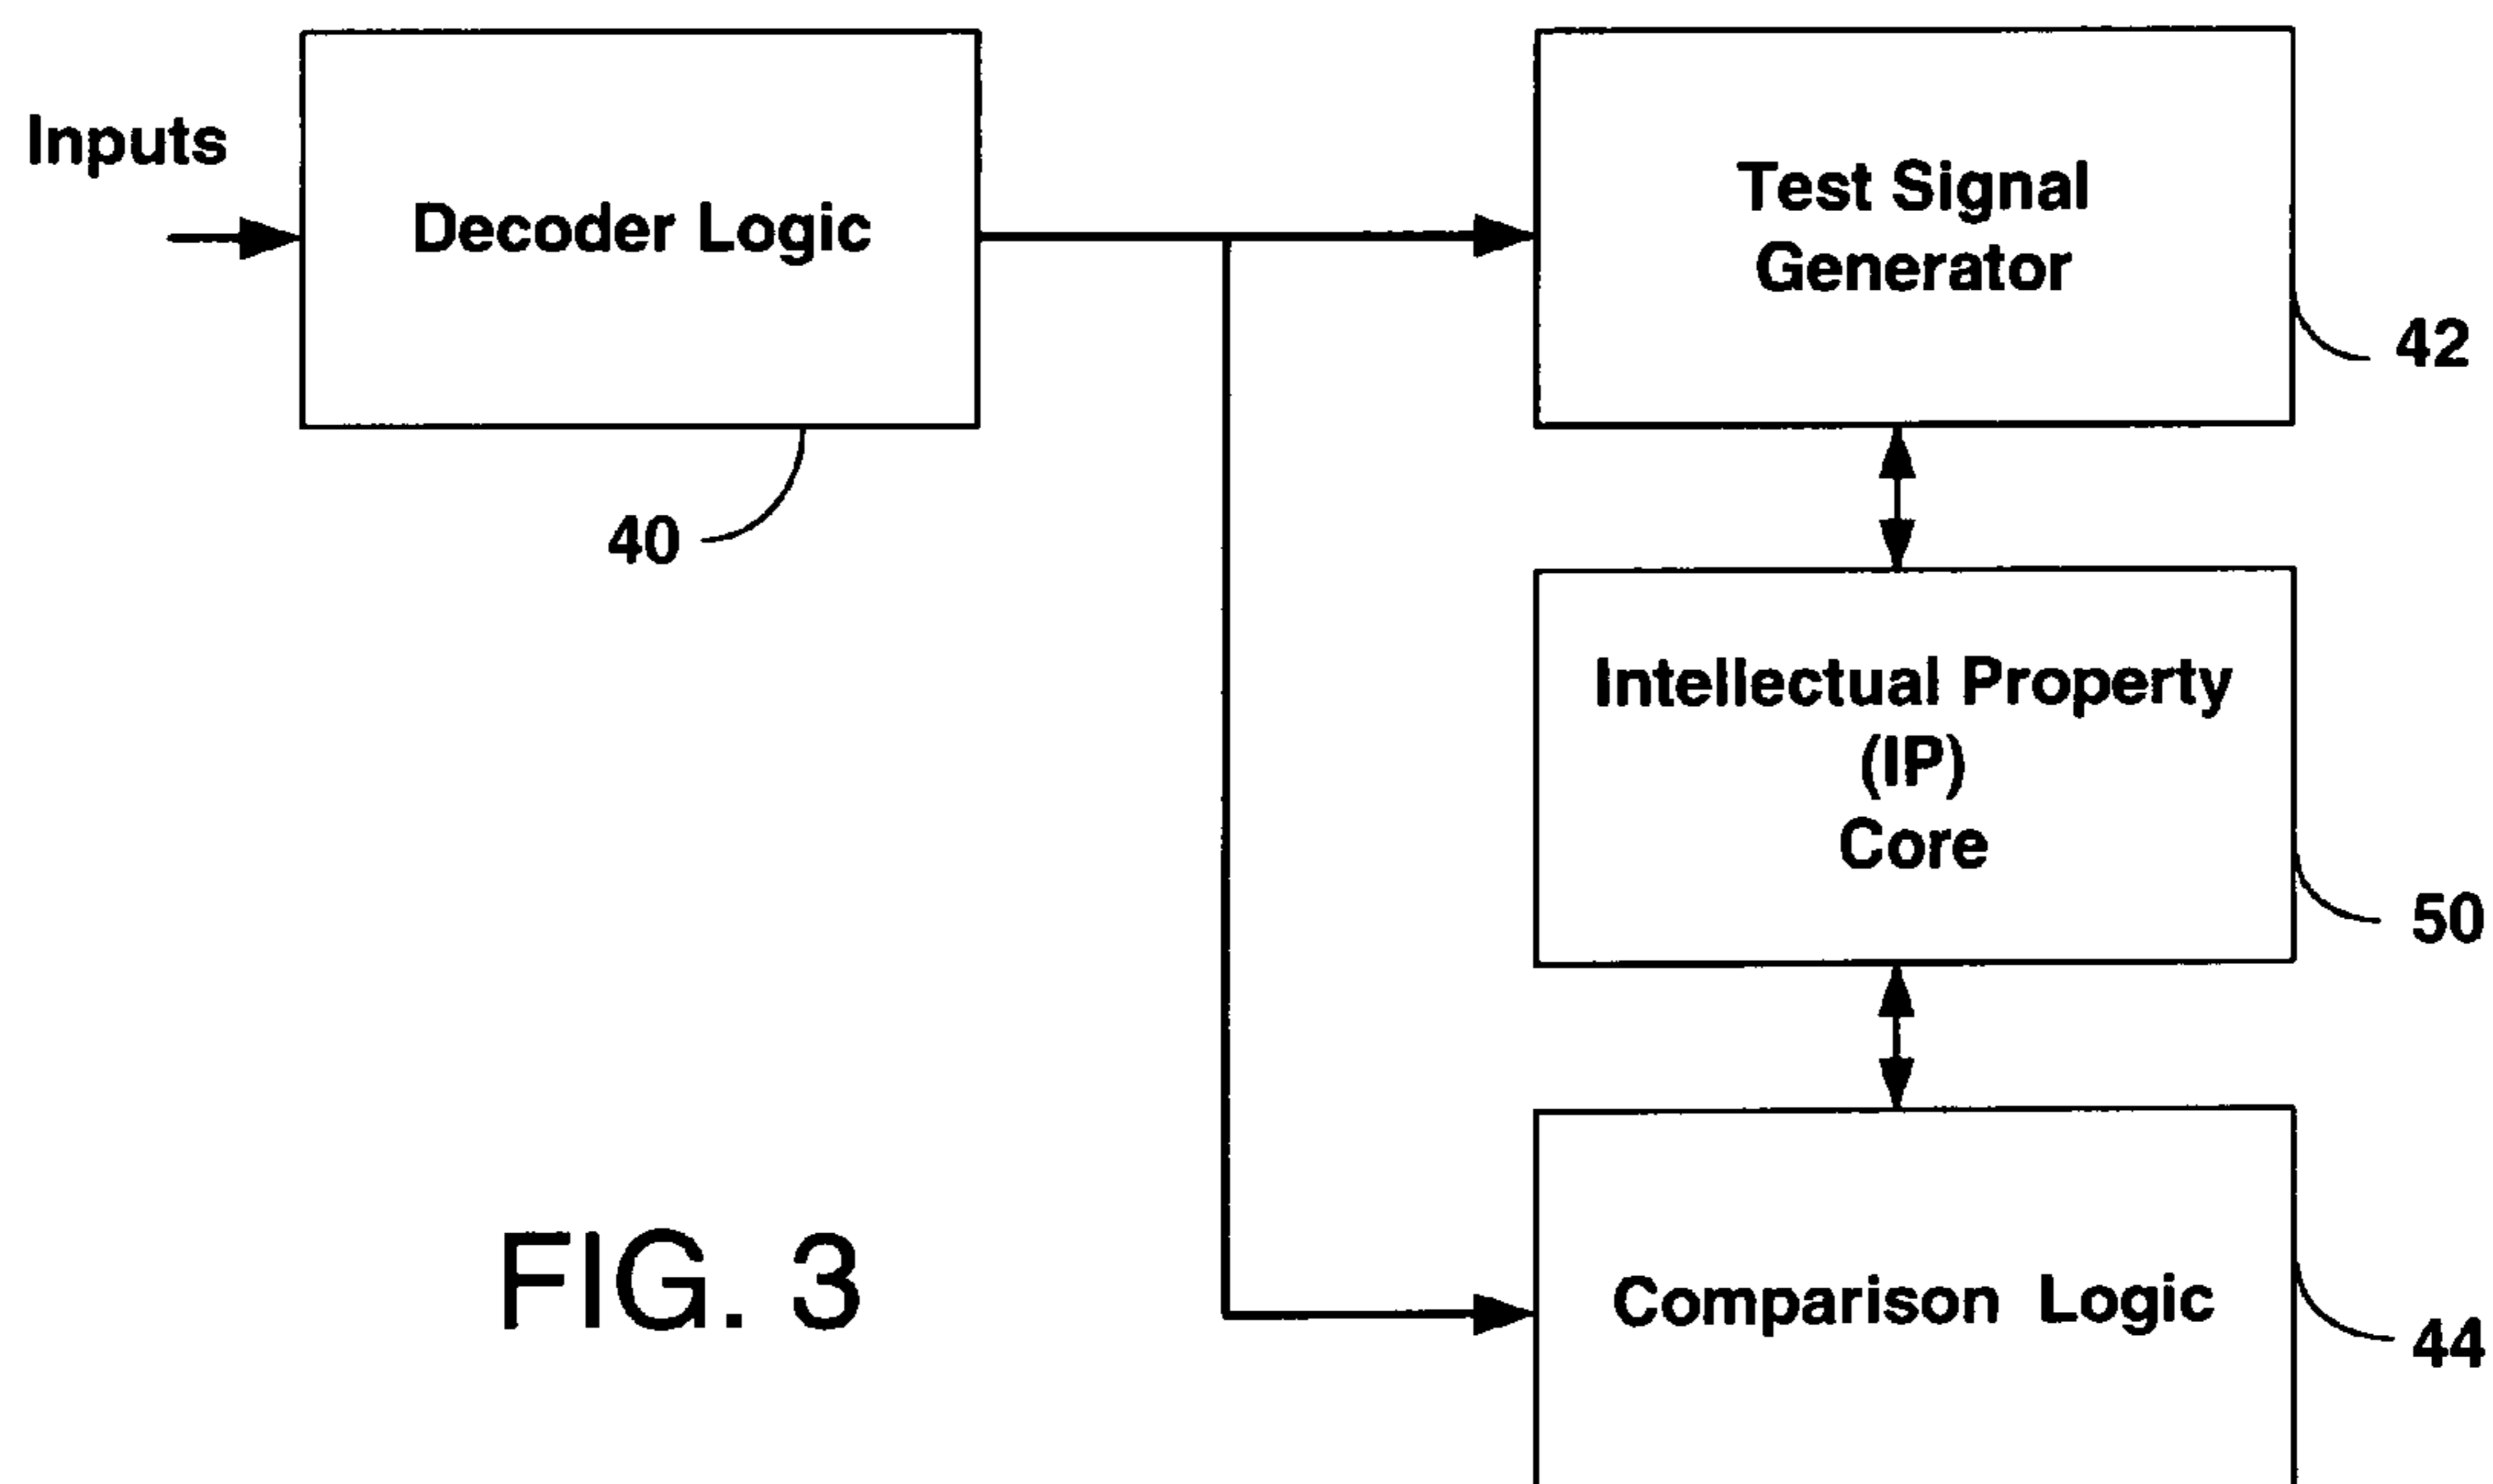 Inputs
Decoder Logic
40
Test Signal
Generator
42
Intellectual Property
(IP)
Core
50
Comparison Logic
44
FIG. 3